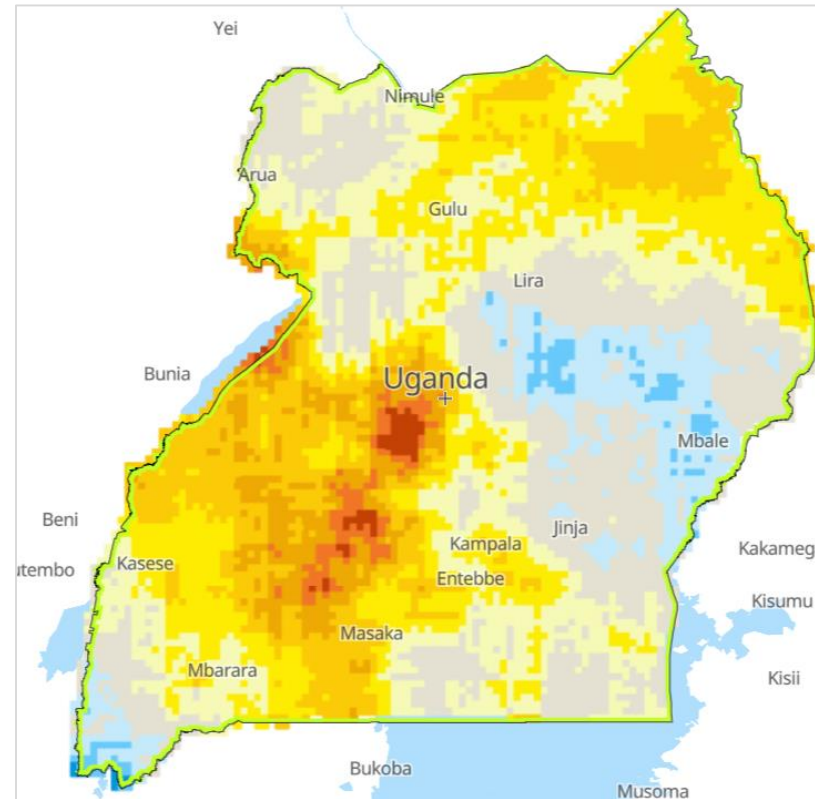 Yei
Nimule
Arua
Gulu
Lira
Bunia
Uganda
Mbale
Beni
Jinja
Kampala
Kakameg
utembo
Kasese
Entebbe
Kisumu
Masaka
Mbarara
Kisii
Bukoba
Musoma